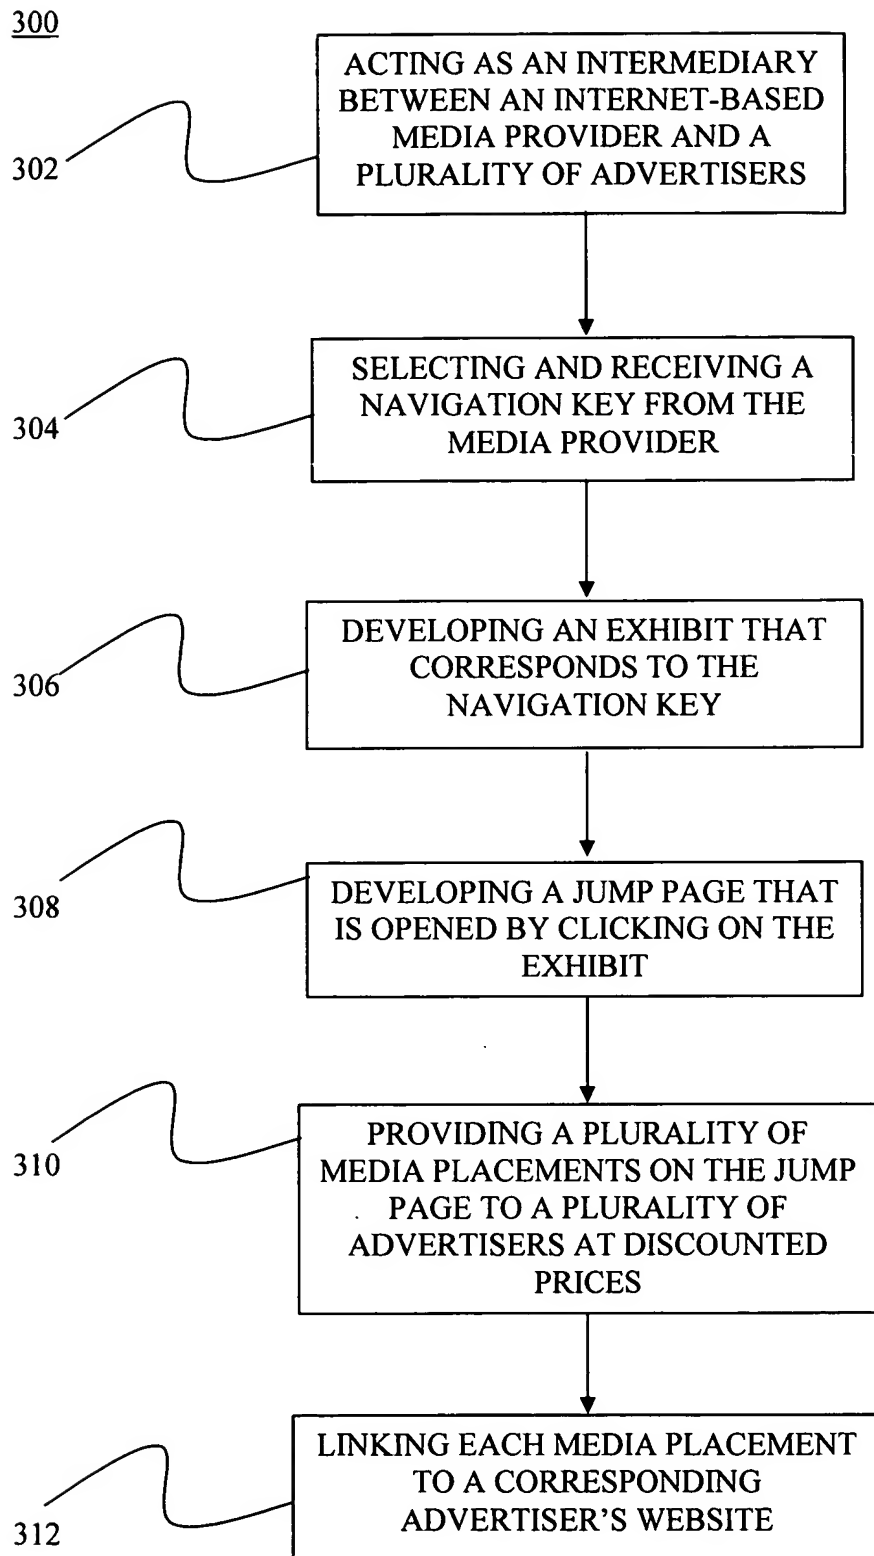 300
ACTING AS AN INTERMEDIARY
BETWEEN AN INTERNET-BASED
MEDIA PROVIDER AND A
PLURALITY OF ADVERTISERS
302
SELECTING AND RECEIVING A
NAVIGATION KEY FROM THE
MEDIA PROVIDER
304
DEVELOPING AN EXHIBIT THAT
CORRESPONDS TO THE
NAVIGATION KEY
306
DEVELOPING A JUMP PAGE THAT
IS OPENED BY CLICKING ON THE
EXHIBIT
308
PROVIDING A PLURALITY OF
MEDIA PLACEMENTS ON THE JUMP
PAGE TO A PLURALITY OF
ADVERTISERS AT DISCOUNTED
PRICES
310
LINKING EACH MEDIA PLACEMENT
TO A CORRESPONDING
ADVERTISER'S WEBSITE
312